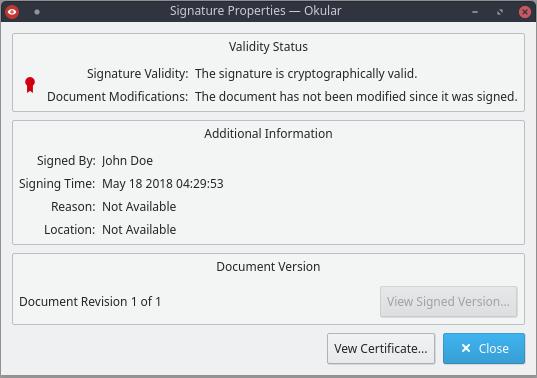 Signature Properties — Okular
Validity Status
Signature Validity: The signature is cryptographically valid.
Document Modifications: The document has not been modified since it was signed.
Additional Information
Signed By: John Doe
Signing Time: May 18 2018 04:29:53
Reason: Not Available
Location: Not Available
Document Version
Document Revision 1 of 1 View Signed Version...
Vew Certificate... Close